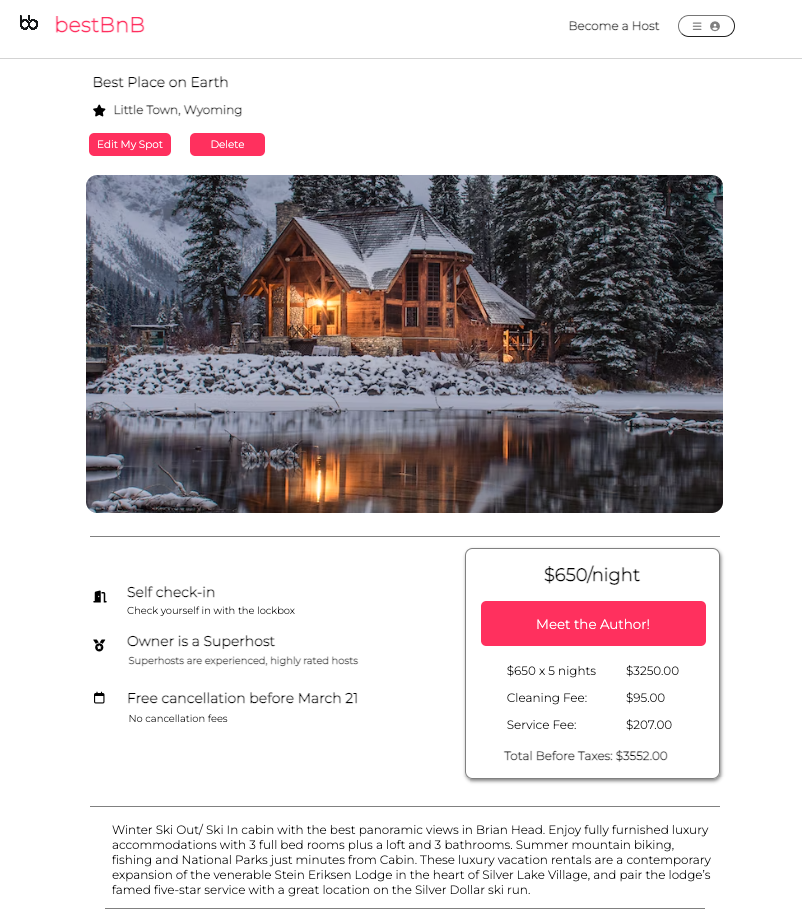 bb bestBnB
Become a Host
Best Place on Earth
Little Town, Wyoming
Edit My Spot
Delete
Self check-in
Check yourself in with the lockbox
Owner is a Superhost
Superhosts are experienced, highly rated hosts
Free cancellation before March 21
No cancellation fees
$650/night
Meet the Author!
$650 x 5 nights $3250.00
Cleaning Fee: $95.00
Service Fee: $207.00
Total Before Taxes: $3552.00
Winter Ski Out/ Ski In cabin with the best panoramic views in Brian Head. Enjoy fully furnished luxury
accommodations with 3 full bed rooms plus a loft and 3 bathrooms. Summer mountain biking,
fishing and National Parks just minutes from Cabin. These luxury vacation rentals are a contemporary
expansion of the venerable Stein Eriksen Lodge in the heart of Silver Lake Village, and pair the lodge's
famed five-star service with a great location on the Silver Dollar ski run.